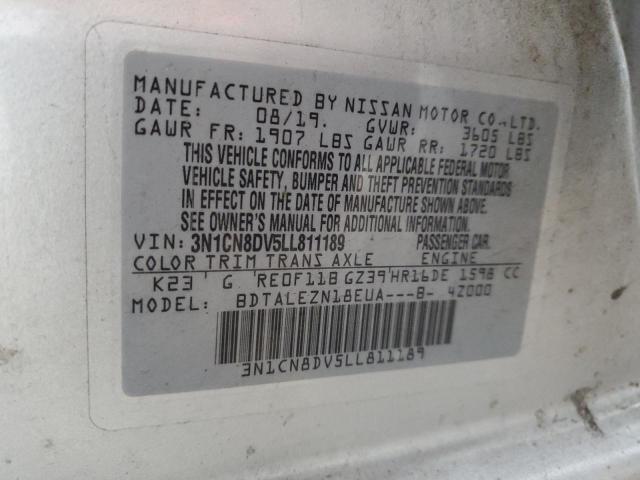 MANUFACTURED BY NISSAN MOTOR CO.,LTD.
DATE: 08/19. GVWR: 3605 LBS
GAWR FR: 1907 LBS GAWR RR: 1720 LBS
THIS VEHICLE CONFORMS TO ALL APPLICABLE FEDERAL MOTOR
VEHICLE SAFETY, BUMPER AND THEFT PREVENTION STANDARDS
IN EFFECT ON THE DATE OF MANUFACTURE SHOWN ABOVE.
SEE OWNER'S MANUAL FOR ADDITIONAL INFORMATION.
VIN: 3N1CN8DV5LL811189 PASSENGER CAR.
COLOR TRIM TRANS AXLE ENGINE
K23 G RE0F11B GZ39 HR16DE 1598 CC
MODEL: BDTALEZN18EUA---B- 4Z000
3N1CN8DV5LL811189